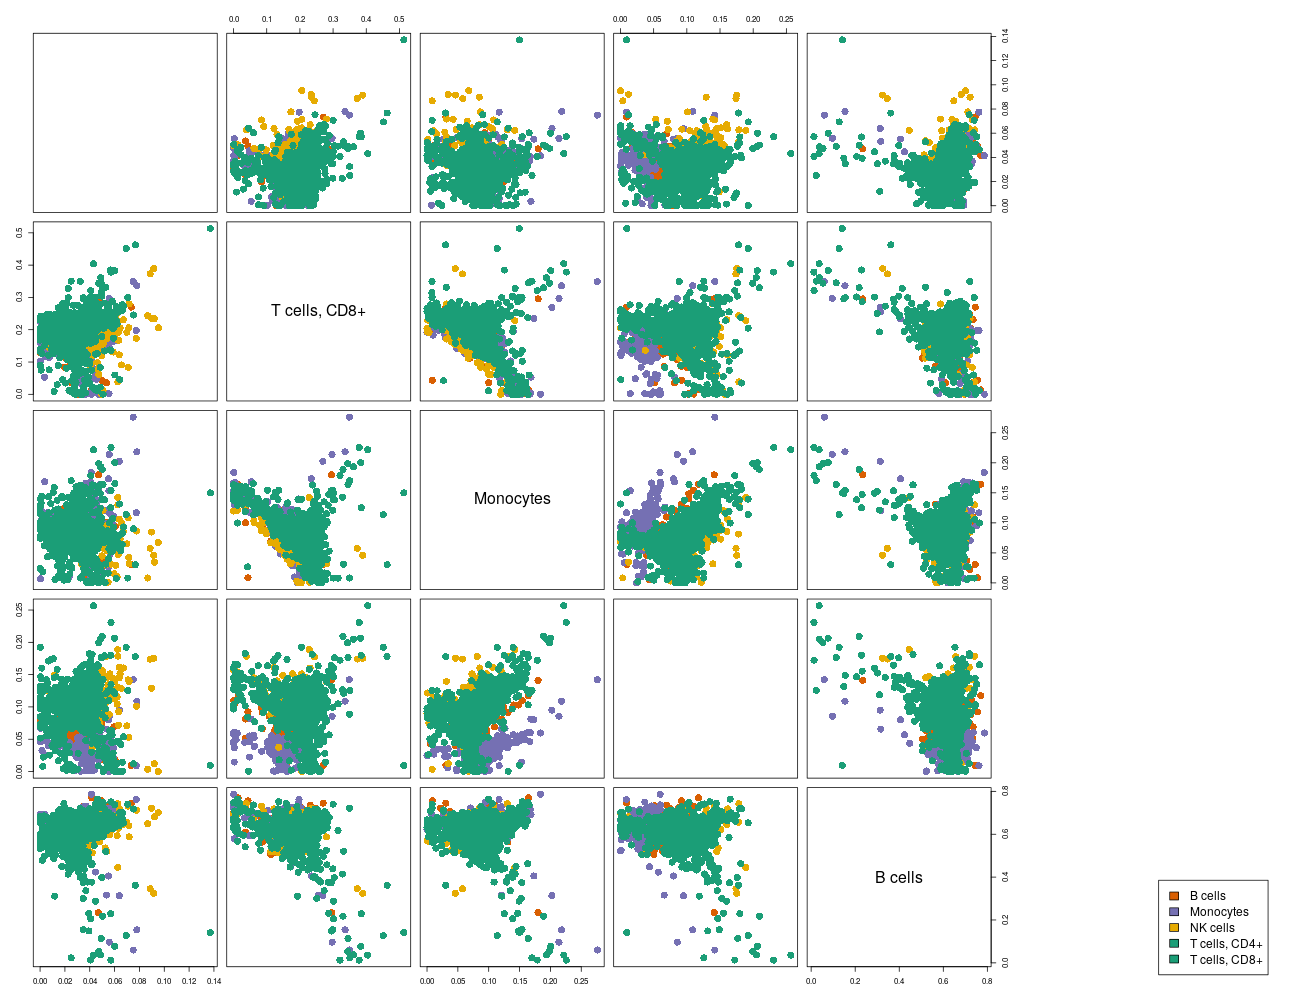 0.0 0.1 0.2 0.3 0.4 0.5 0.00 0.05 0.10 0.15 0.20 0.25
0.00 0.02 0.04 0.06 0.08 0.10 0.12 0.14
0.0 0.1 0.2 0.3 0.4 0.5
T cells, CD8+
Monocytes
0.00 0.05 0.10 0.15 0.20 0.25
0.00 0.05 0.10 0.15 0.20 0.25
B cells
0.0 0.2 0.4 0.6 0.8
B cells
Monocytes
NK cells
T cells, CD4+
T cells, CD8+
0.00 0.02 0.04 0.06 0.08 0.10 0.12 0.14 0.00 0.05 0.10 0.15 0.20 0.25 0.0 0.2 0.4 0.6 0.8